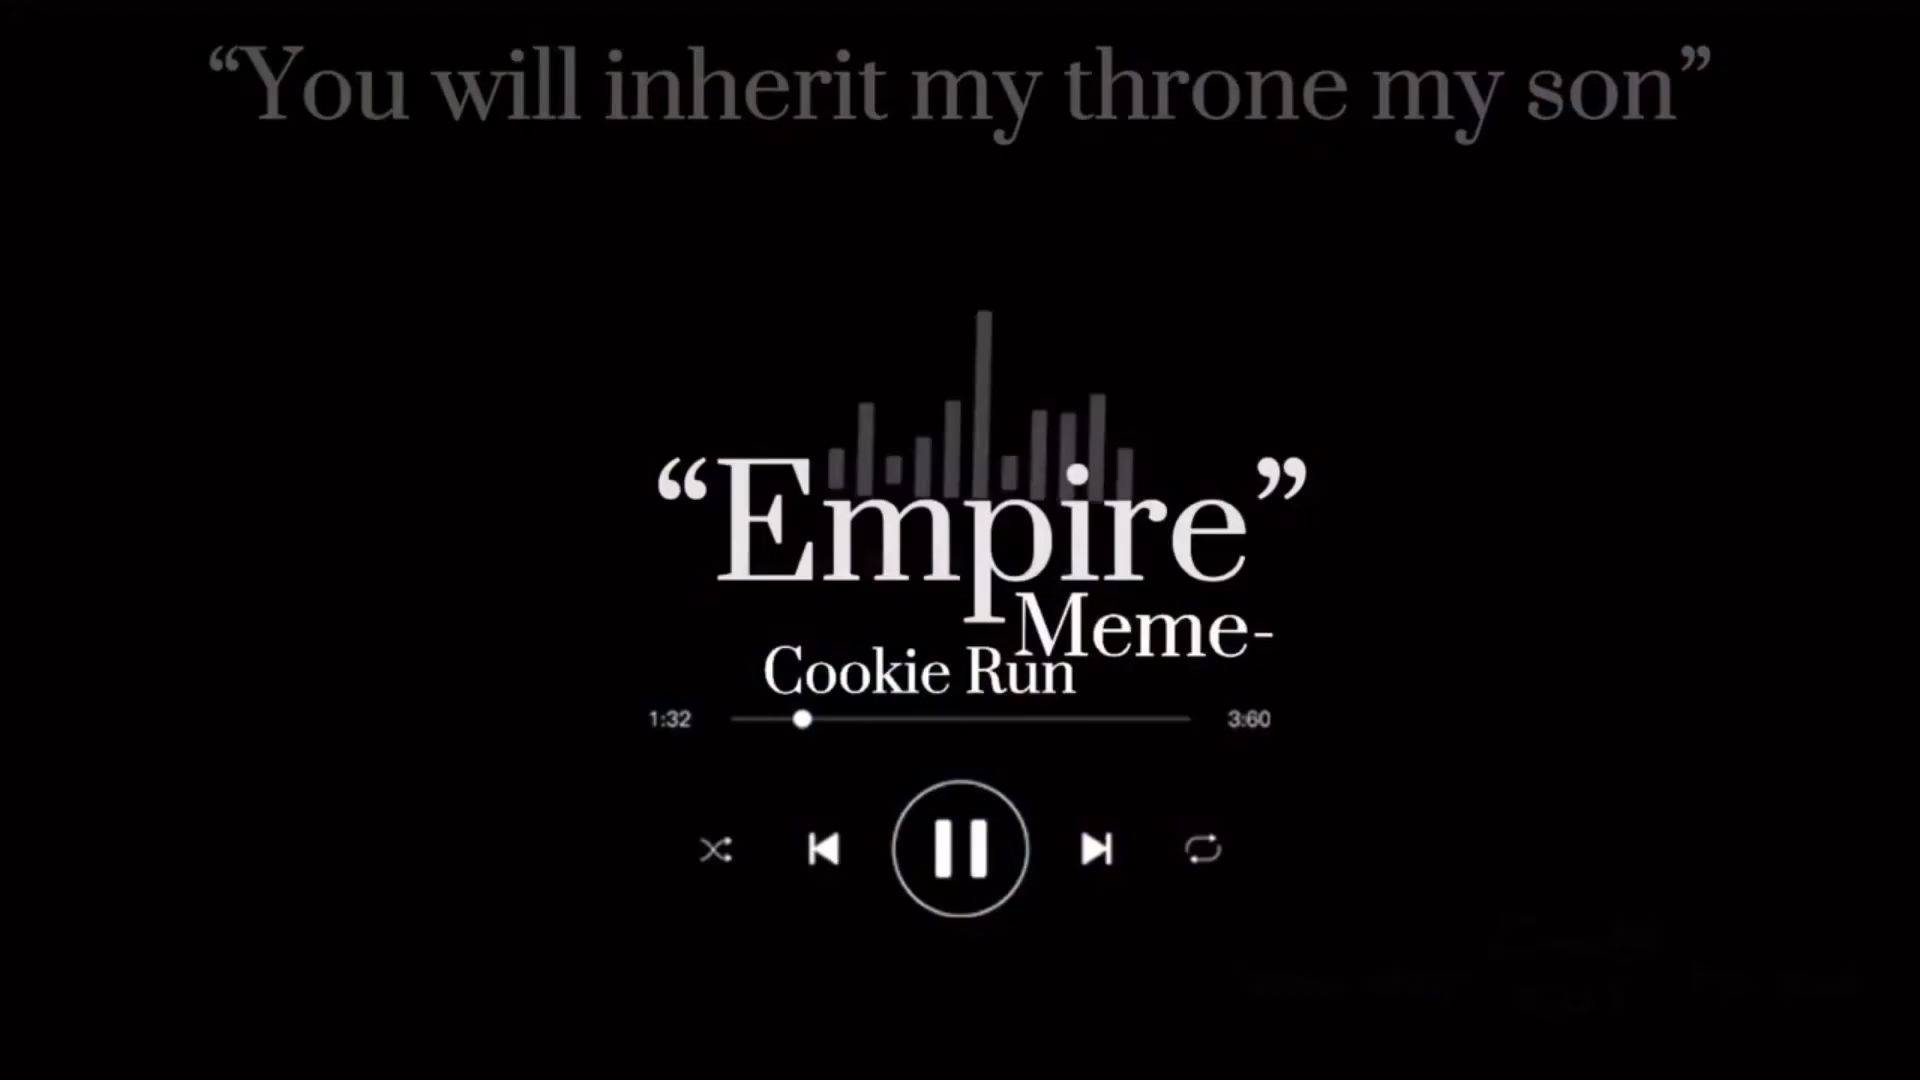 “You will inherit my throne my son”
“Empire”
Meme-
Cookie Run
1:32
3:60